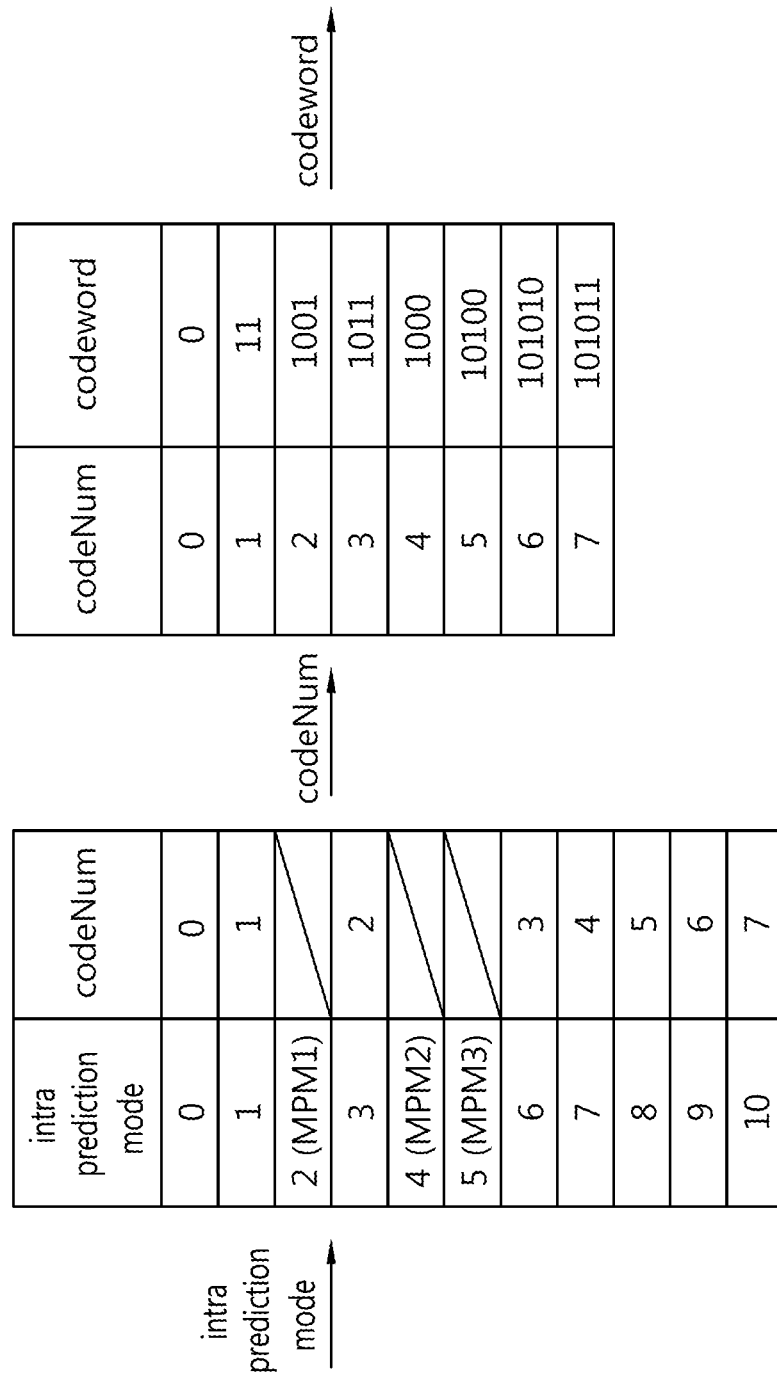 intra
prediction
mode
intra
prediction
mode
codeNum
0 0
1 1
2 (MPM1)
3 2
4 (MPM2)
5 (MPM3)
6 3
7 4
8 5
9 6
10 7
codeNum
codeNum codeword
0 0
1 11
2 1001
3 1011
4 1000
5 10100
6 101010
7 101011
codeword